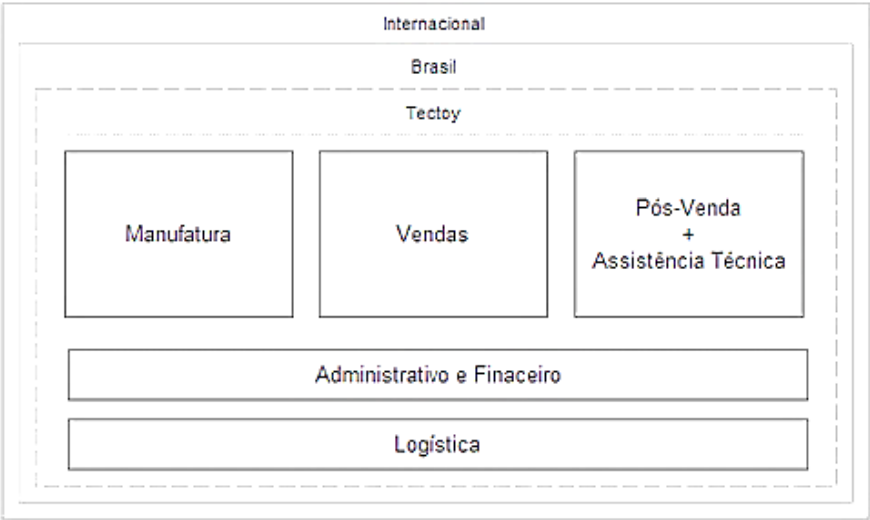 Internacional
Brasil
Tectoy
Manufatura
Vendas
Pós-Venda
+
Assistência Técnica
Administrativo e Finaceiro
Logística